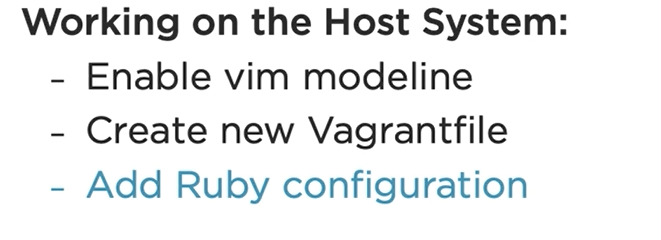 Working on the Host System:
– Enable vim modeline
– Create new Vagrantfile
– Add Ruby configuration